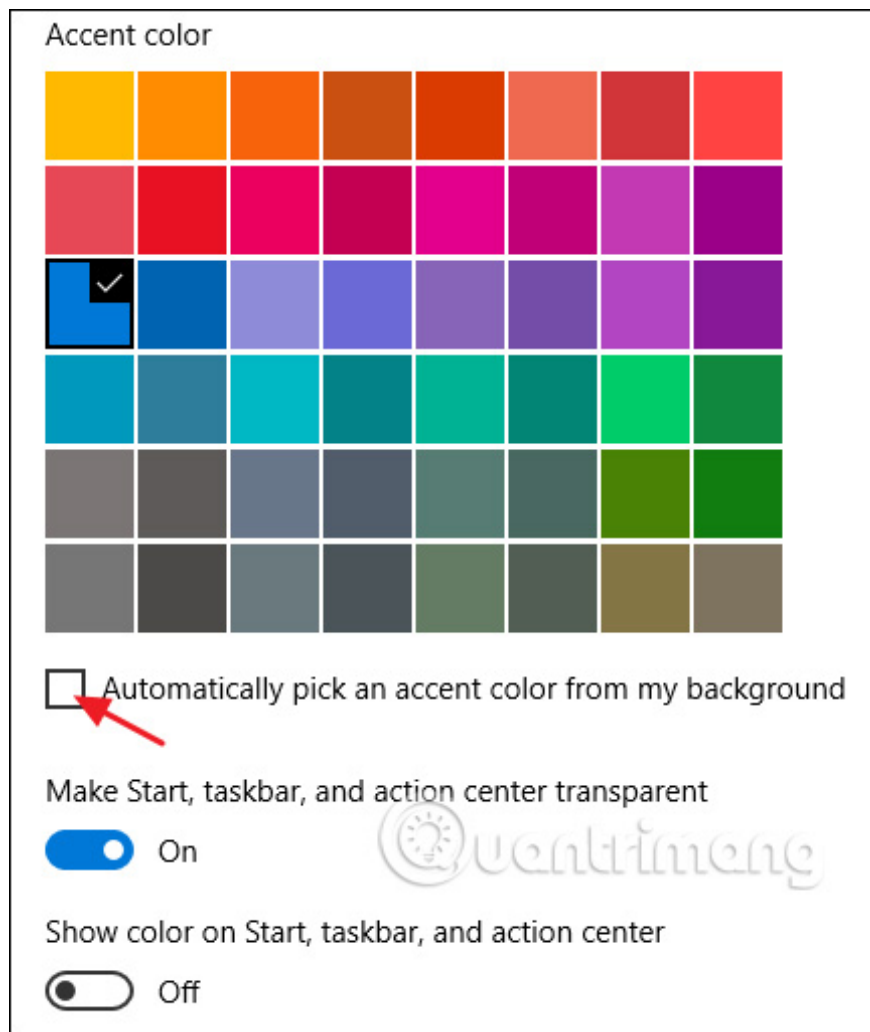 Accent color
Automatically pick an accent color from my background
Make Start, taskbar, and action center transparent
On
Quantrimang
Show color on Start, taskbar, and action center
Off